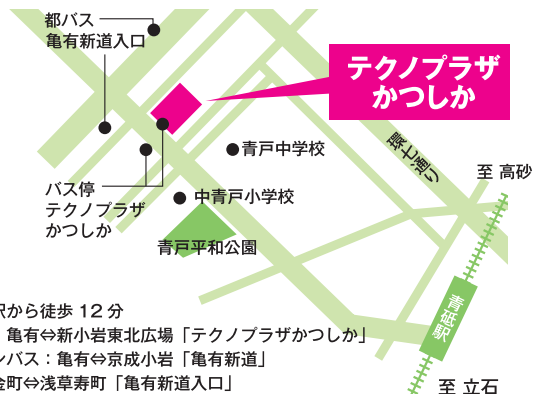 都バス
亀有新道入口
テクノプラザ
かつしか
環七通り
青戸中学校
至 高砂
バス停
テクノプラザ
かつしか
中青戸小学校
青戸平和公園
青砥駅
駅から徒歩 12 分
亀有⇔新小岩東北広場「テクノプラザかつしか」
ンバス：亀有⇔京成小岩「亀有新道」
金町⇔浅草寿町「亀有新道入口」
至 立石